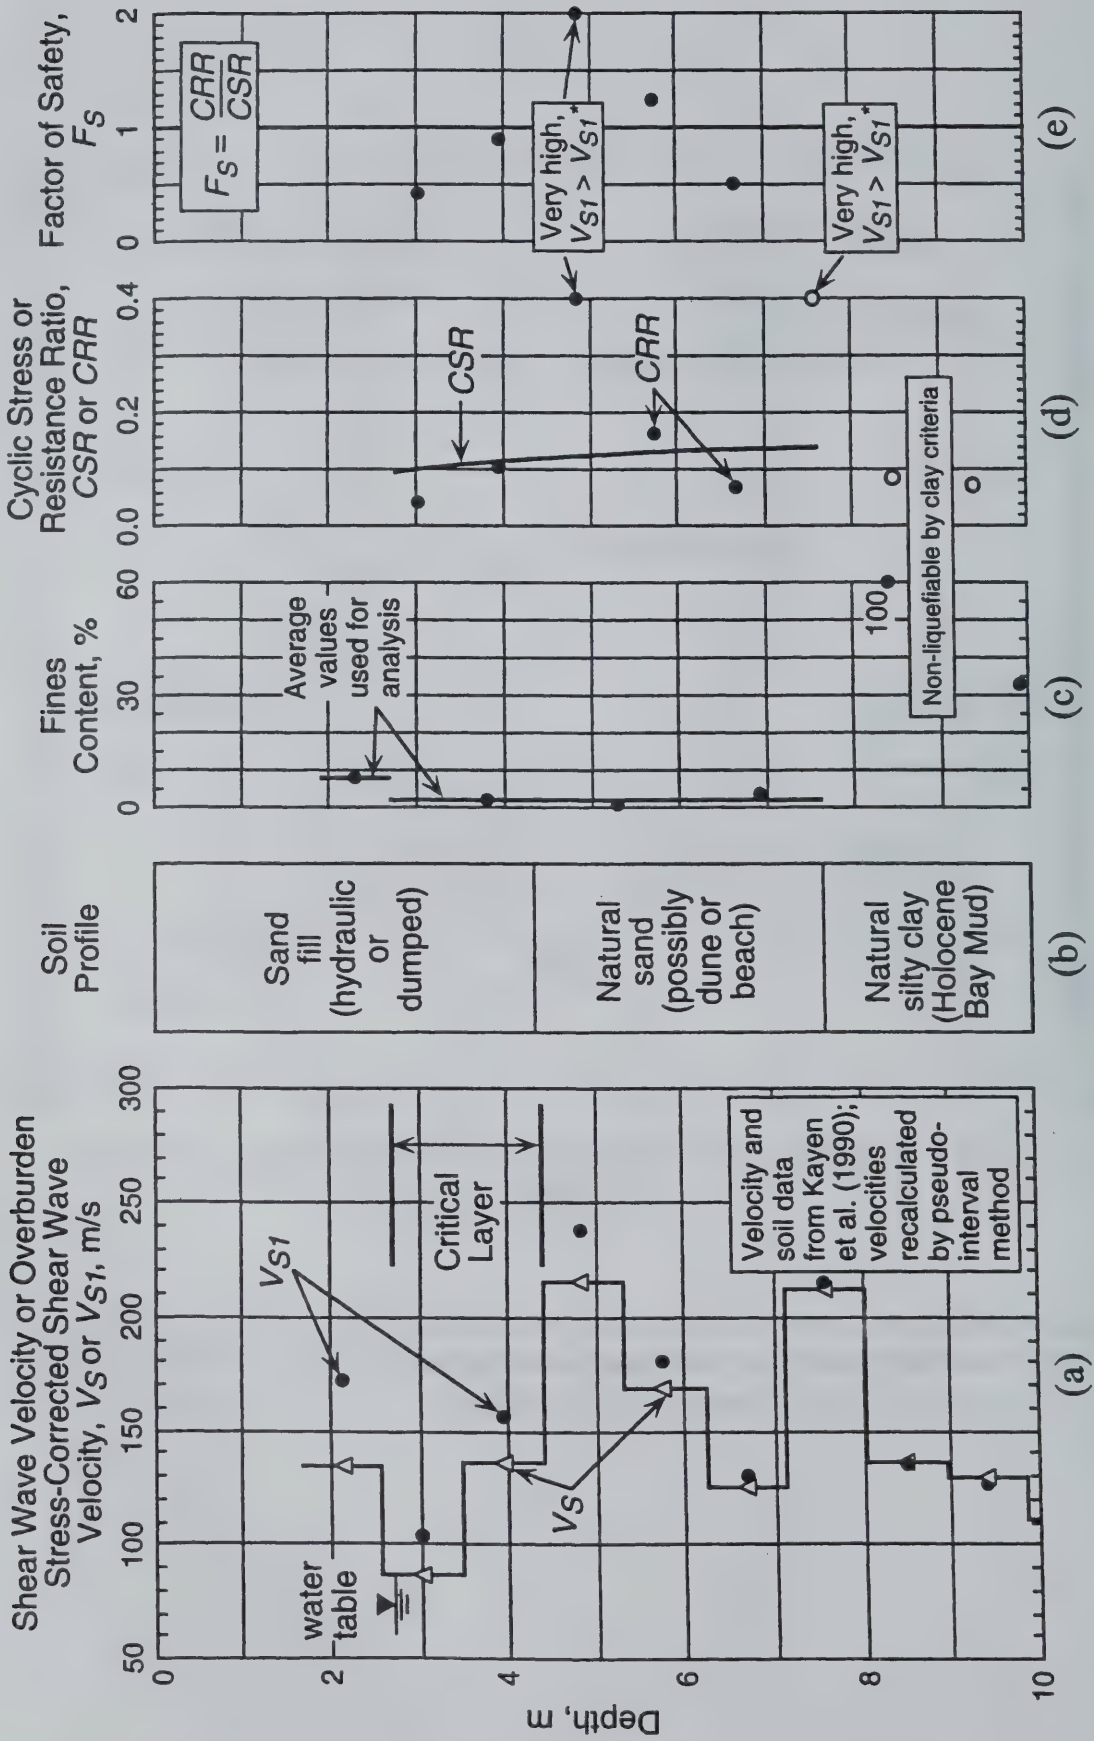 Shear Wave Velocity or Overburden
Stress-Corrected Shear Wave
Velocity, VS or VS1, m/s
50
100
150
200
250
300
Depth, m
0
2
4
6
8
10
water
table
VS1
VS
Critical
Layer
Velocity and
soil data
from Kayen
et al. (1990);
velocities
recalculated
by pseudo-
interval
method
(a)
Soil
Profile
Sand
fill
(hydraulic
or
dumped)
Natural
sand
(possibly
dune or
beach)
Natural
silty clay
(Holocene
Bay Mud)
(b)
Fines
Content, %
0
30
60
Average
values
used for
analysis
100
(c)
Cyclic Stress or
Resistance Ratio,
CSR or CRR
0.0
0.2
0.4
CSR
CRR
Non-liquefiable by clay criteria
(d)
Factor of Safety,
FS
0
1
2
FS = CRR
CSR
Very high,
VS1 > VS1*
Very high,
VS1 > VS1*
(e)